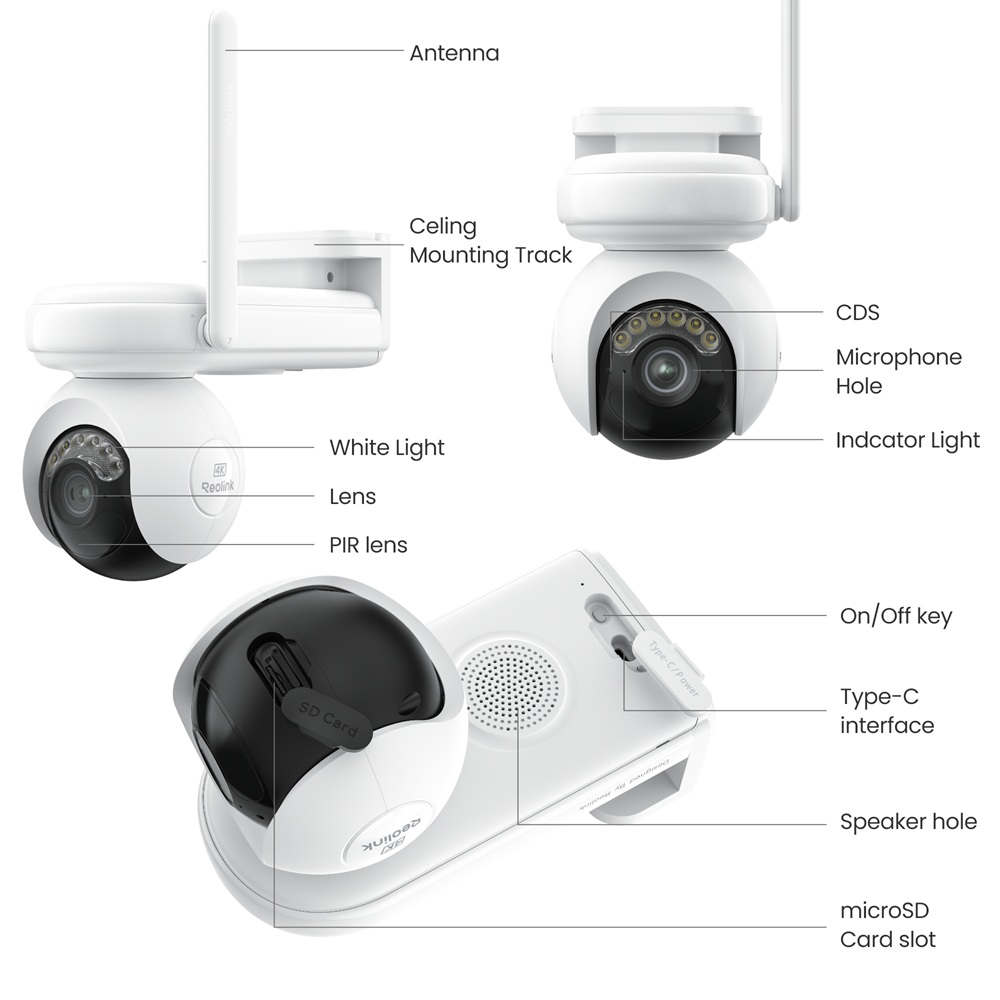 Antenna
Celing
Mounting Track
CDS
Microphone
Hole
Indcator Light
White Light
Lens
PIR lens
4K
Reolink
On/Off key
Type-C/Power
Type-C
interface
SD Card
Designed By Reolink
Speaker hole
Reolink
4K
microSD
Card slot